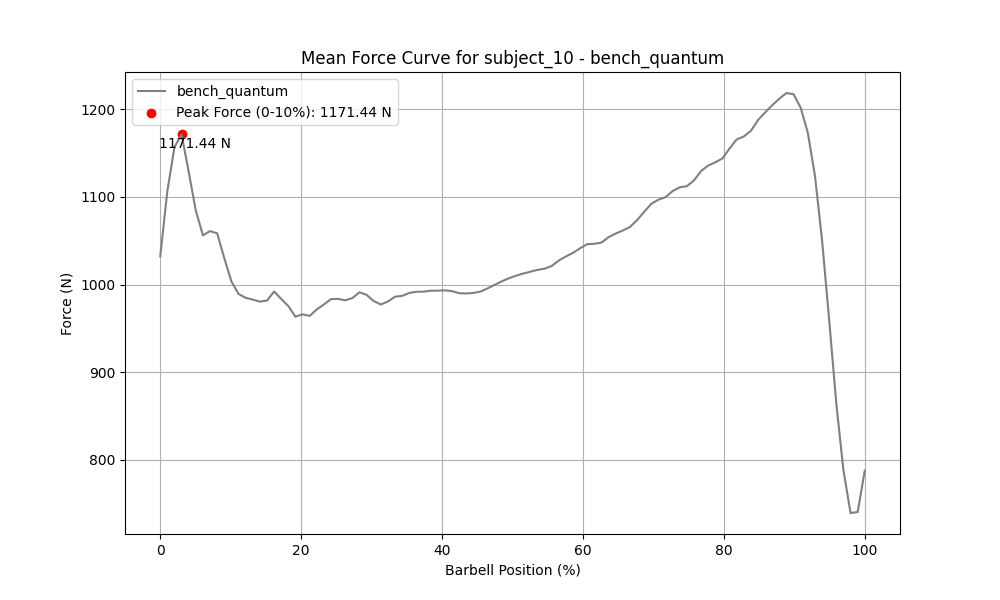 Mean Force Curve for subject_10 - bench_quantum
bench_quantum
Peak Force (0-10%): 1171.44 N
1171.44 N
1200
1100
1000
900
800
Force (N)
0 20 40 60 80 100
Barbell Position (%)